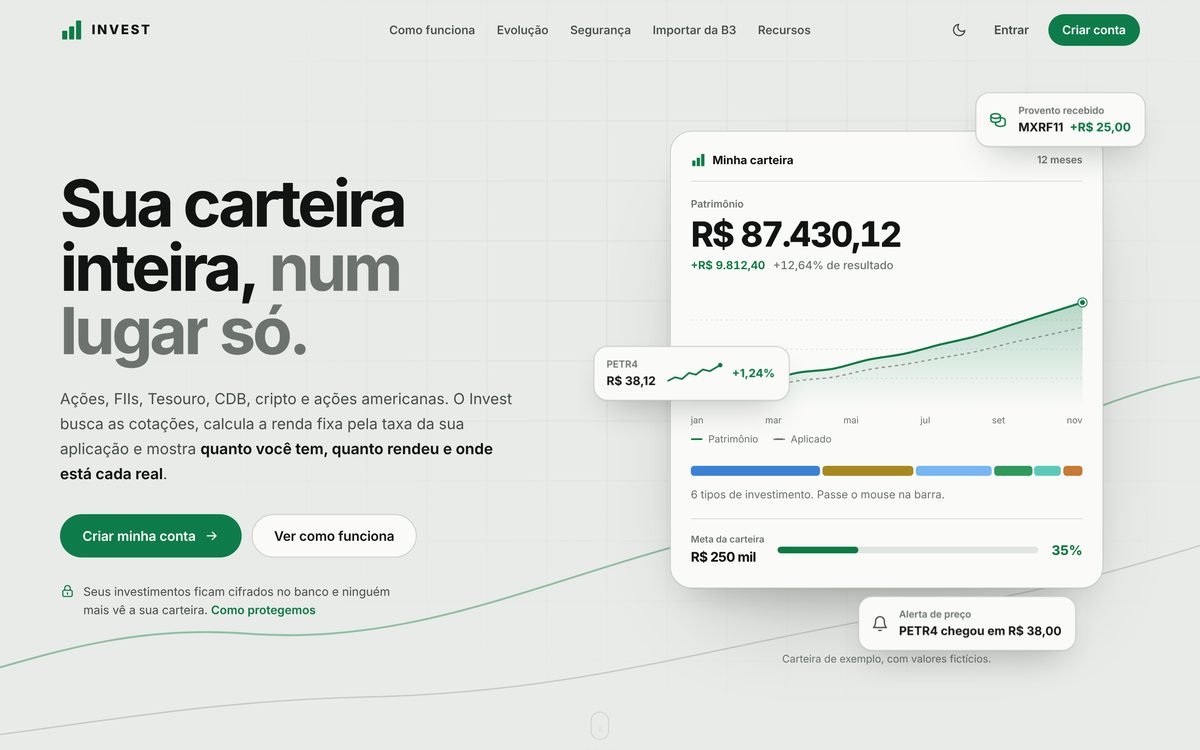 INVEST
Como funciona
Evolução
Segurança
Importar da B3
Recursos
Entrar
Criar conta
Sua carteira
inteira, num
lugar só.
Ações, FIIs, Tesouro, CDB, cripto e ações americanas. O Invest
busca as cotações, calcula a renda fixa pela taxa da sua
aplicação e mostra quanto você tem, quanto rendeu e onde
está cada real.
Criar minha conta
Ver como funciona
Seus investimentos ficam cifrados no banco e ninguém
mais vê a sua carteira. Como protegemos
Provento recebido
MXRF11 +R$ 25,00
Minha carteira
12 meses
Patrimônio
R$ 87.430,12
+R$ 9.812,40 +12,64% de resultado
PETR4
R$ 38,12
+1,24%
jan mar mai jul set nov
Patrimônio Aplicado
6 tipos de investimento. Passe o mouse na barra.
Meta da carteira
R$ 250 mil
35%
Alerta de preço
PETR4 chegou em R$ 38,00
Carteira de exemplo, com valores fictícios.